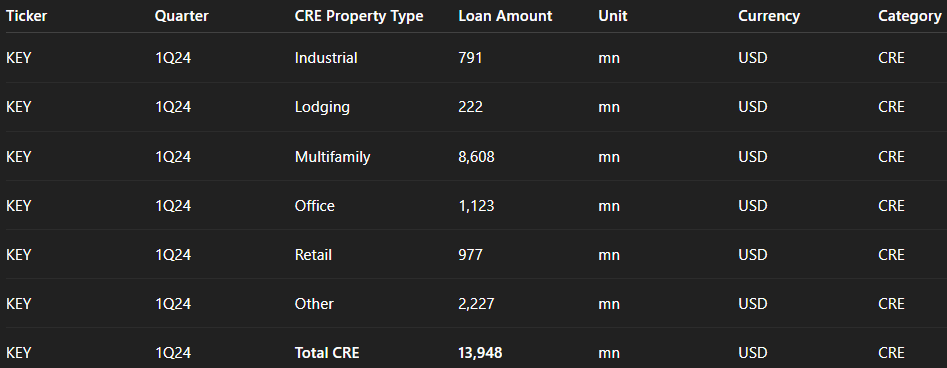 Ticker Quarter CRE Property Type Loan Amount Unit Currency Category
KEY 1Q24 Industrial 791 mn USD CRE
KEY 1Q24 Lodging 222 mn USD CRE
KEY 1Q24 Multifamily 8,608 mn USD CRE
KEY 1Q24 Office 1,123 mn USD CRE
KEY 1Q24 Retail 977 mn USD CRE
KEY 1Q24 Other 2,227 mn USD CRE
KEY 1Q24 Total CRE 13,948 mn USD CRE